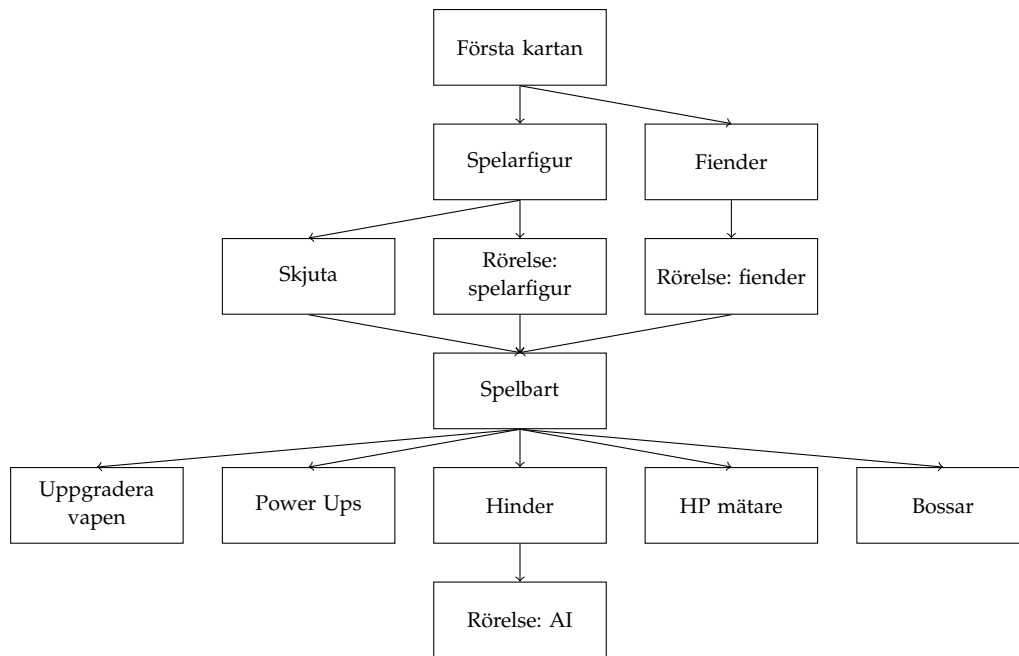 Första kartan
Spelarfigur
Fiender
Skjuta
Rörelse:
spelarfigur
Rörelse: fiender
Spelbart
Uppgradera
vapen
Power Ups
Hinder
HP mätare
Bossar
Rörelse: AI